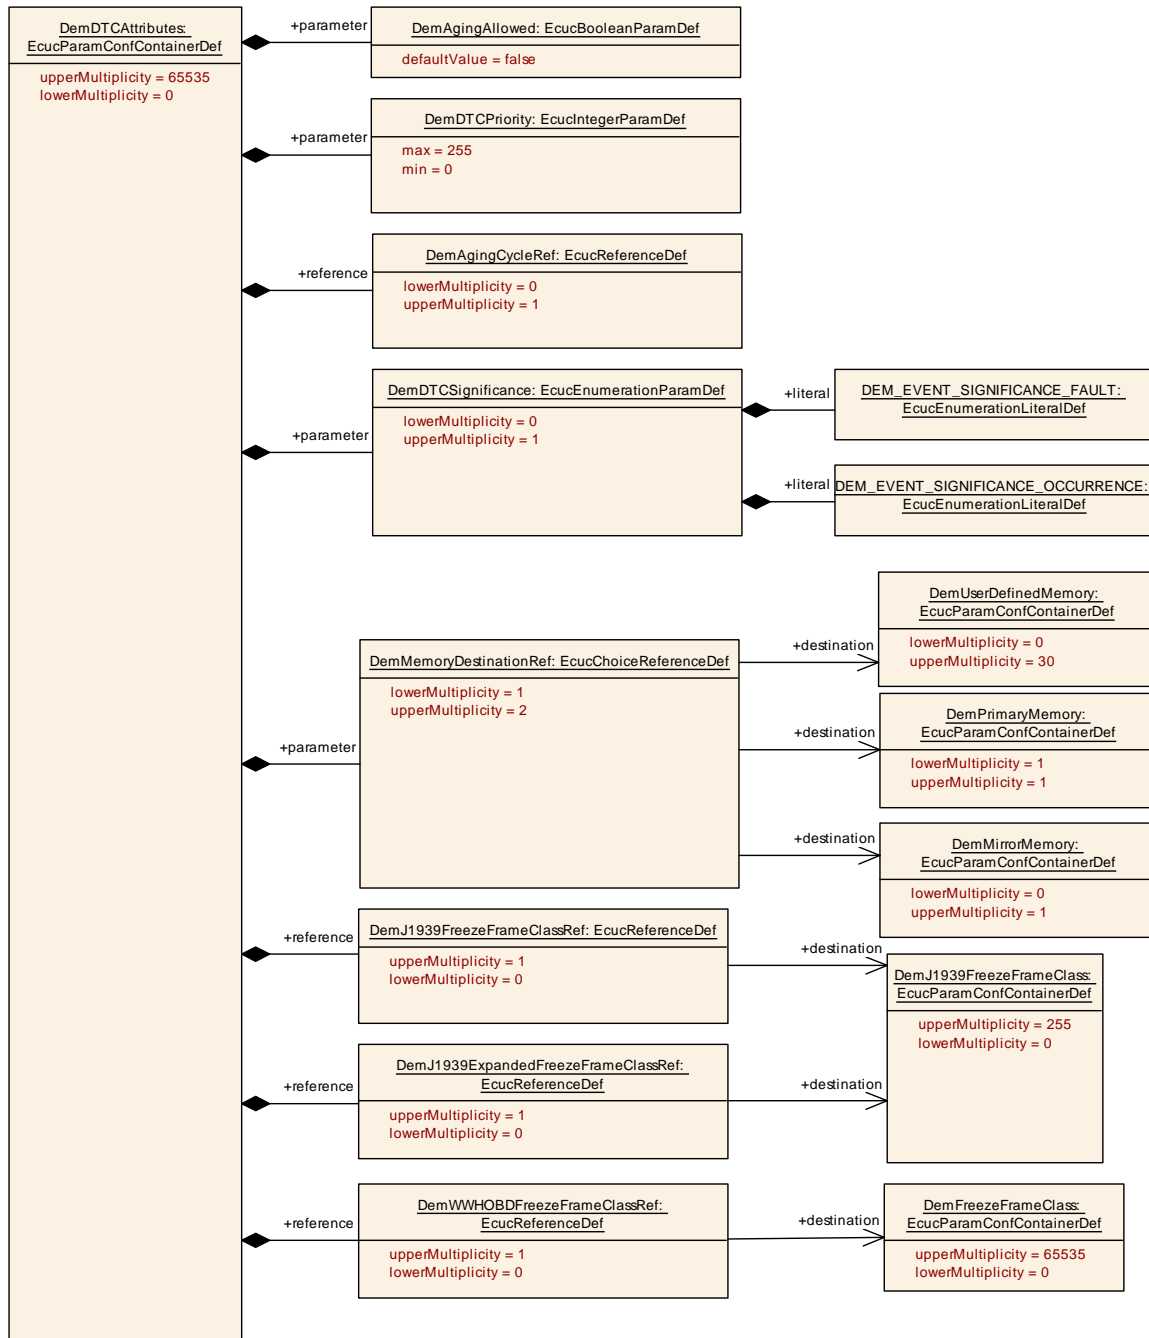 DemDTCAttributes:
EcucParamConfContainerDef
upperMultiplicity = 65535
lowerMultiplicity = 0
+parameter
DemAgingAllowed: EcucBooleanParamDef
defaultValue = false
+parameter
DemDTCPriority: EcucIntegerParamDef
max = 255
min = 0
+reference
DemAgingCycleRef: EcucReferenceDef
lowerMultiplicity = 0
upperMultiplicity = 1
+parameter
DemDTCSignificance: EcucEnumerationParamDef
lowerMultiplicity = 0
upperMultiplicity = 1
+literal
DEM_EVENT_SIGNIFICANCE_FAULT:
EcucEnumerationLiteralDef
+literal
DEM_EVENT_SIGNIFICANCE_OCCURRENCE:
EcucEnumerationLiteralDef
+parameter
DemMemoryDestinationRef: EcucChoiceReferenceDef
lowerMultiplicity = 1
upperMultiplicity = 2
+destination
DemUserDefinedMemory:
EcucParamConfContainerDef
lowerMultiplicity = 0
upperMultiplicity = 30
+destination
DemPrimaryMemory:
EcucParamConfContainerDef
lowerMultiplicity = 1
upperMultiplicity = 1
+destination
DemMirrorMemory:
EcucParamConfContainerDef
lowerMultiplicity = 0
upperMultiplicity = 1
+reference
DemJ1939FreezeFrameClassRef: EcucReferenceDef
upperMultiplicity = 1
lowerMultiplicity = 0
+destination
DemJ1939FreezeFrameClass:
EcucParamConfContainerDef
upperMultiplicity = 255
lowerMultiplicity = 0
+reference
DemJ1939ExpandedFreezeFrameClassRef:
EcucReferenceDef
upperMultiplicity = 1
lowerMultiplicity = 0
+destination
+reference
DemWWHOBDFreezeFrameClassRef:
EcucReferenceDef
upperMultiplicity = 1
lowerMultiplicity = 0
+destination
DemFreezeFrameClass:
EcucParamConfContainerDef
upperMultiplicity = 65535
lowerMultiplicity = 0